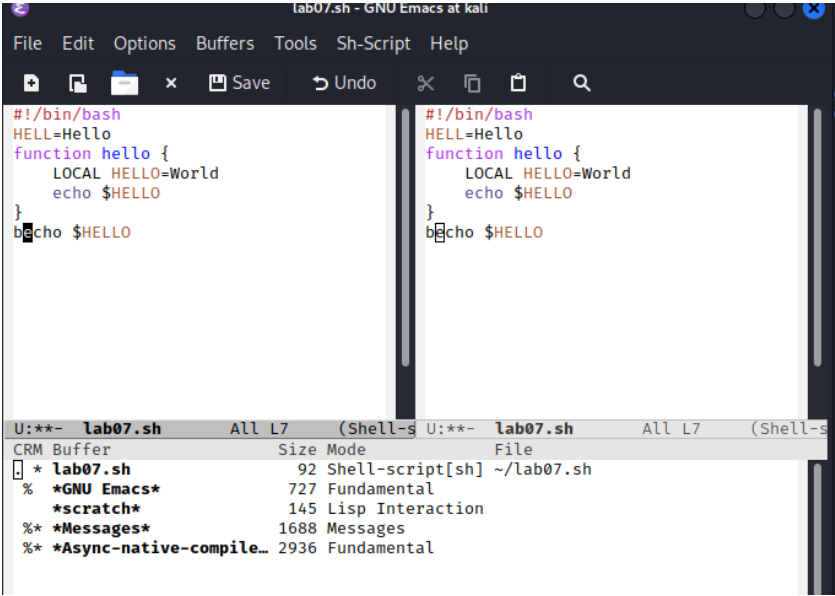 lab07.sh - GNU Emacs at kali
File Edit Options Buffers Tools Sh-Script Help
Save Undo
#!/bin/bash
HELL=Hello
function hello {
    LOCAL HELLO=World
    echo $HELLO
}
becho $HELLO
U:**- lab07.sh All L7 (Shell-s
#!/bin/bash
HELL=Hello
function hello {
    LOCAL HELLO=World
    echo $HELLO
}
becho $HELLO
U:**- lab07.sh All L7 (Shell-s
CRM Buffer Size Mode File
. * lab07.sh 92 Shell-script[sh] ~/lab07.sh
% *GNU Emacs* 727 Fundamental
*scratch* 145 Lisp Interaction
%* *Messages* 1688 Messages
%* *Async-native-compile… 2936 Fundamental